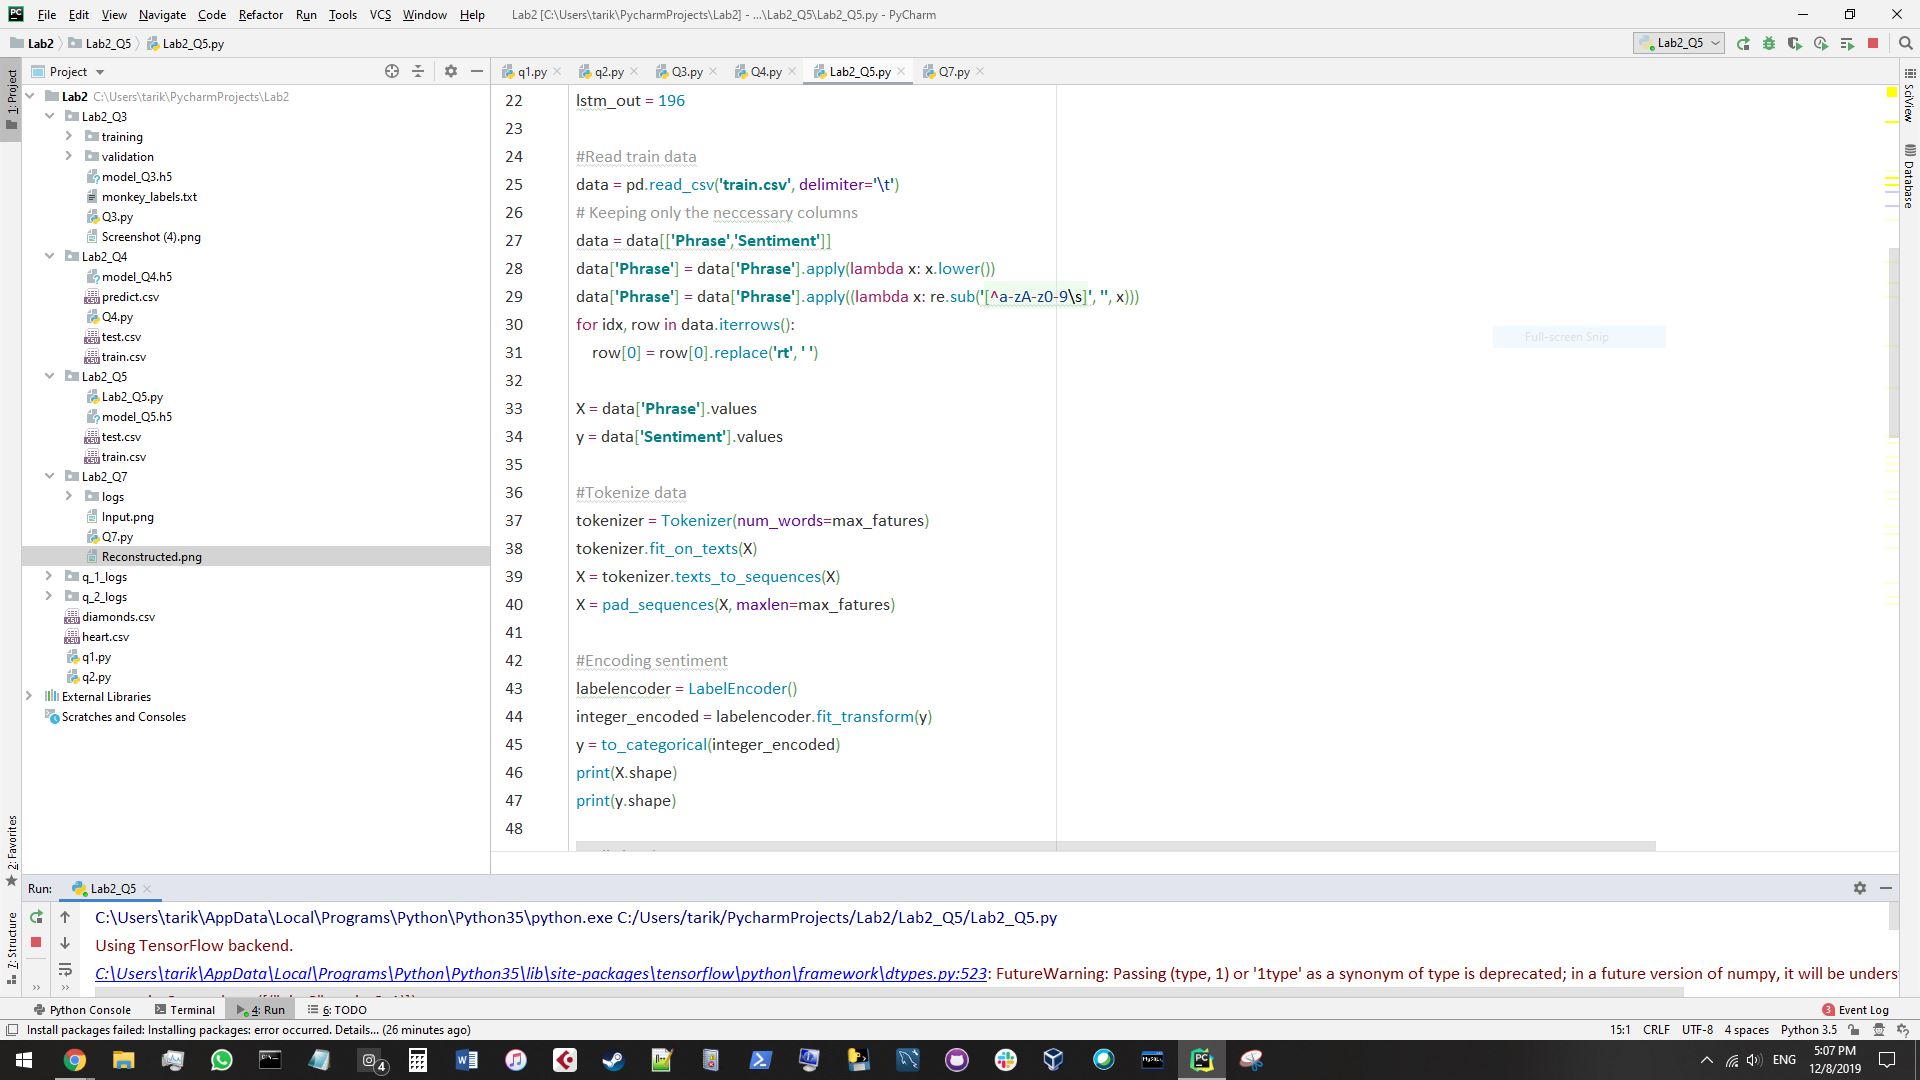 File Edit View Navigate Code Refactor Run Tools VCS Window Help Lab2 [C:\Users\tarik\PycharmProjects\Lab2] - ...\Lab2_Q5\Lab2_Q5.py - PyCharm
Lab2 Lab2_Q5 Lab2_Q5.py
Lab2_Q5
1: Project
Project
q1.py q2.py Q3.py Q4.py Lab2_Q5.py Q7.py
Lab2 C:\Users\tarik\PycharmProjects\Lab2
Lab2_Q3
training
validation
model_Q3.h5
monkey_labels.txt
Q3.py
Screenshot (4).png
Lab2_Q4
model_Q4.h5
predict.csv
Q4.py
test.csv
train.csv
Lab2_Q5
Lab2_Q5.py
model_Q5.h5
test.csv
train.csv
Lab2_Q7
logs
Input.png
Q7.py
Reconstructed.png
q_1_logs
q_2_logs
diamonds.csv
heart.csv
q1.py
q2.py
External Libraries
Scratches and Consoles
22 lstm_out = 196
23
24 #Read train data
25 data = pd.read_csv('train.csv', delimiter='\t')
26 # Keeping only the neccessary columns
27 data = data[['Phrase','Sentiment']]
28 data['Phrase'] = data['Phrase'].apply(lambda x: x.lower())
29 data['Phrase'] = data['Phrase'].apply((lambda x: re.sub('[^a-zA-z0-9\s]', '', x)))
30 for idx, row in data.iterrows():
31 row[0] = row[0].replace('rt', ' ')
32
33 X = data['Phrase'].values
34 y = data['Sentiment'].values
35
36 #Tokenize data
37 tokenizer = Tokenizer(num_words=max_fatures)
38 tokenizer.fit_on_texts(X)
39 X = tokenizer.texts_to_sequences(X)
40 X = pad_sequences(X, maxlen=max_fatures)
41
42 #Encoding sentiment
43 labelencoder = LabelEncoder()
44 integer_encoded = labelencoder.fit_transform(y)
45 y = to_categorical(integer_encoded)
46 print(X.shape)
47 print(y.shape)
48
Full-screen Snip
SciView
Database
2: Favorites
7: Structure
Run: Lab2_Q5
C:\Users\tarik\AppData\Local\Programs\Python\Python35\python.exe C:/Users/tarik/PycharmProjects/Lab2/Lab2_Q5/Lab2_Q5.py
Using TensorFlow backend.
C:\Users\tarik\AppData\Local\Programs\Python\Python35\lib\site-packages\tensorflow\python\framework\dtypes.py:523: FutureWarning: Passing (type, 1) or '1type' as a synonym of type is deprecated; in a future version of numpy, it will be unders
Python Console Terminal 4: Run 6: TODO 3 Event Log
Install packages failed: Installing packages: error occurred. Details... (26 minutes ago) 15:1 CRLF UTF-8 4 spaces Python 3.5
4 ENG 5:07 PM
12/8/2019